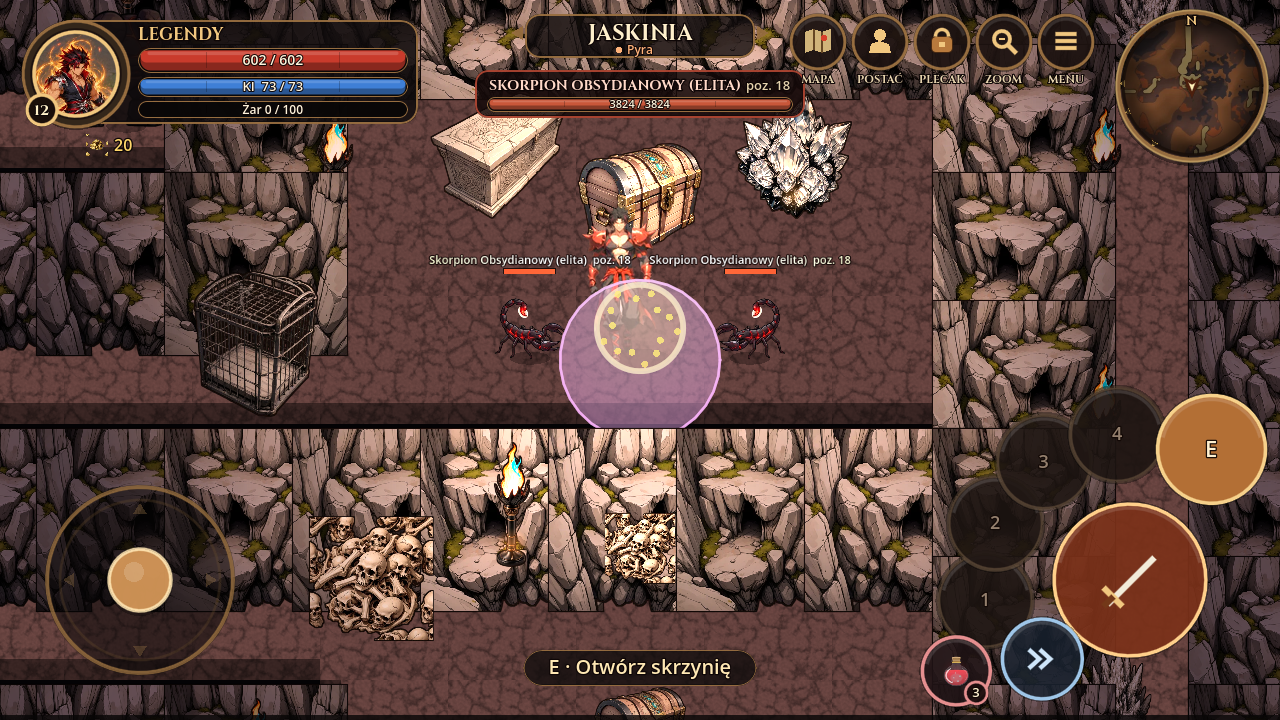 LEGENDY
602 / 602
KI 73 / 73
Żar 0 / 100
12
20
JASKINIA
Pyra
SKORPION OBSYDIANOWY (ELITA) poz. 18
3824 / 3824
MAPA
POSTAĆ
PLECAK
ZOOM
MENU
N
Skorpion Obsydianowy (elita) poz. 18
Skorpion Obsydianowy (elita) poz. 18
4
3
2
1
E
E · Otwórz skrzynię
3